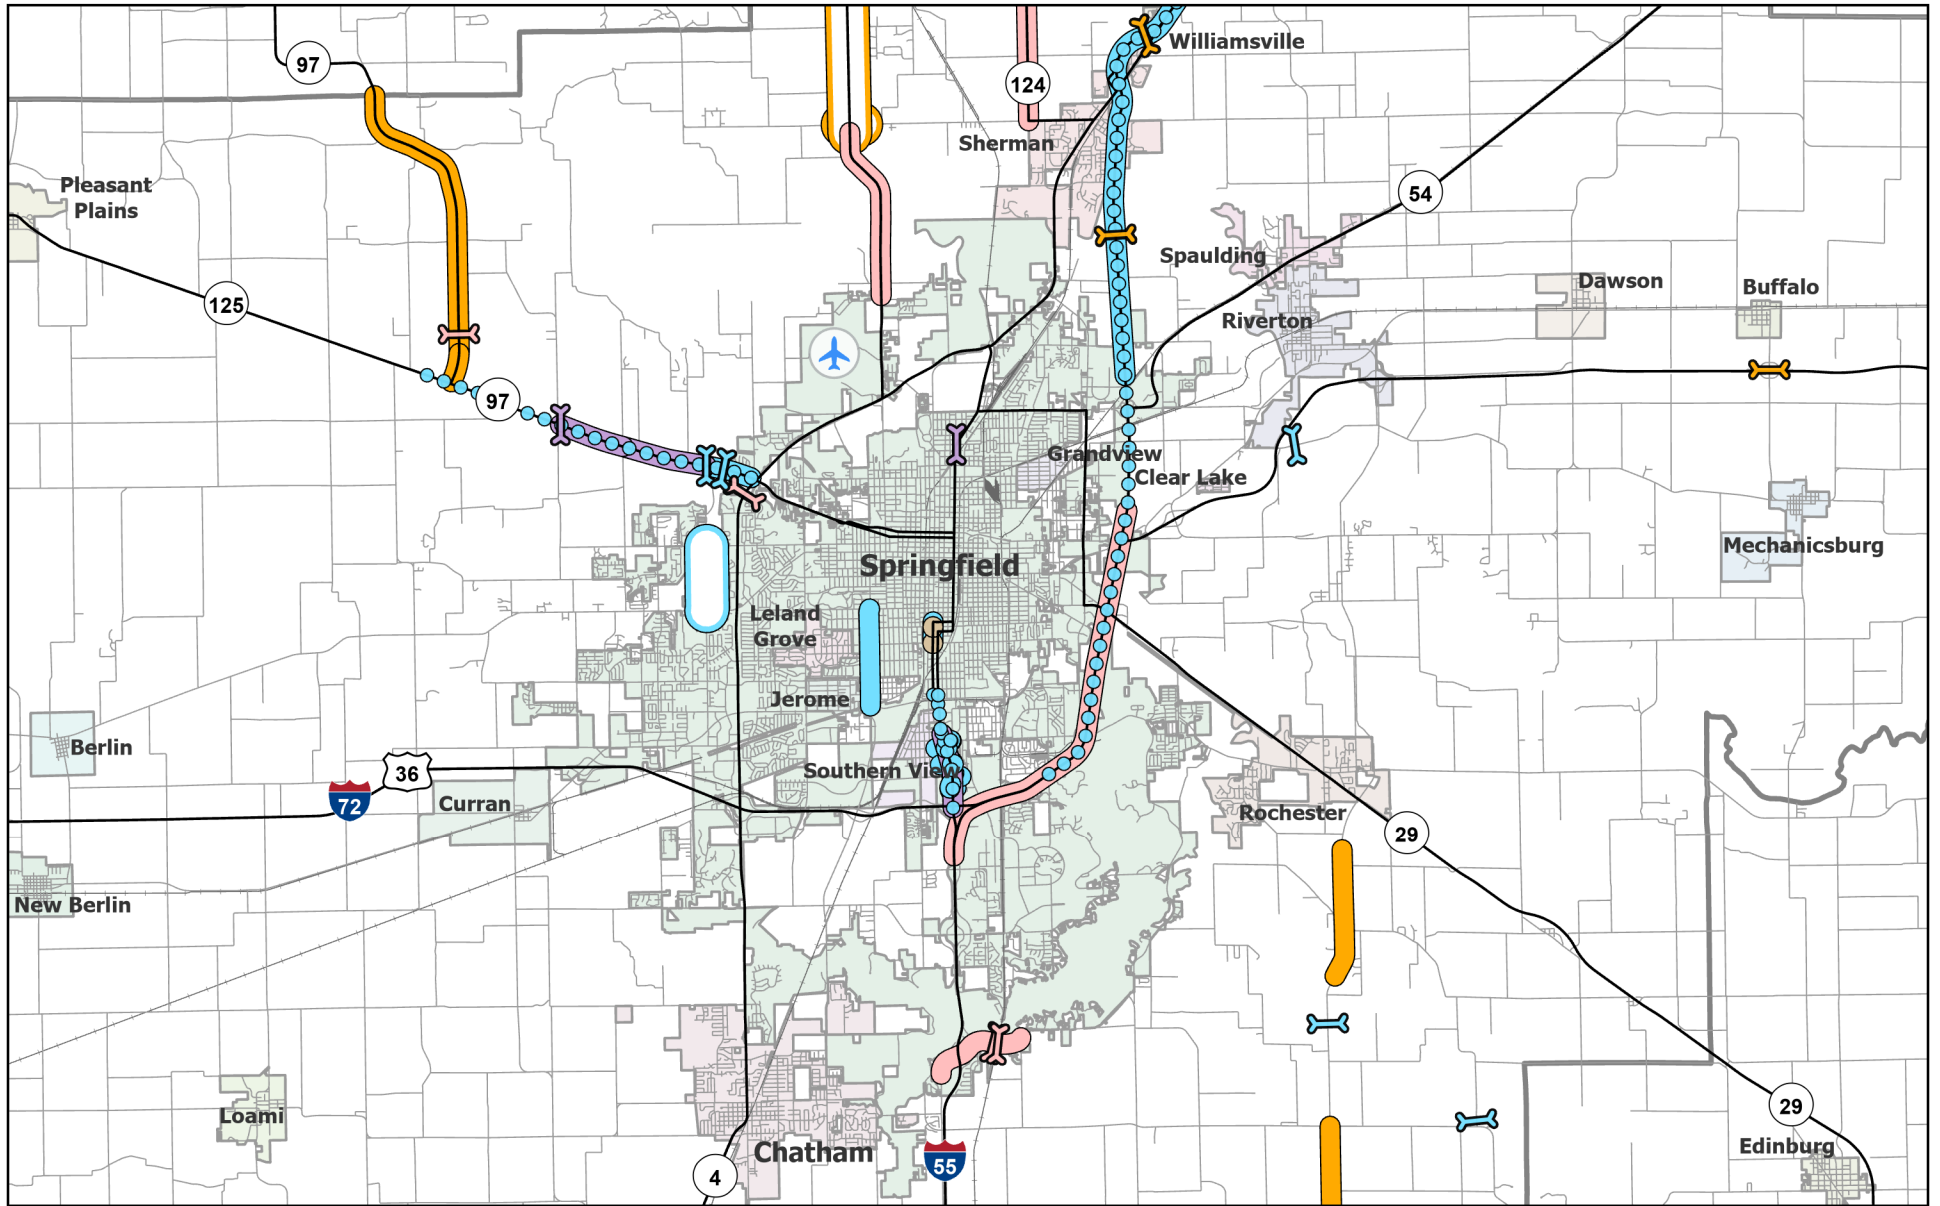 Williamsville
97
124
Sherman
Pleasant
Plains
54
Spaulding
Dawson
Buffalo
125
Riverton
97
Grandview
Clear Lake
Mechanicsburg
Springfield
Leland
Grove
Jerome
Berlin
36
Southern View
72
Curran
Rochester
29
New Berlin
Loami
29
Edinburg
Chatham
55
4